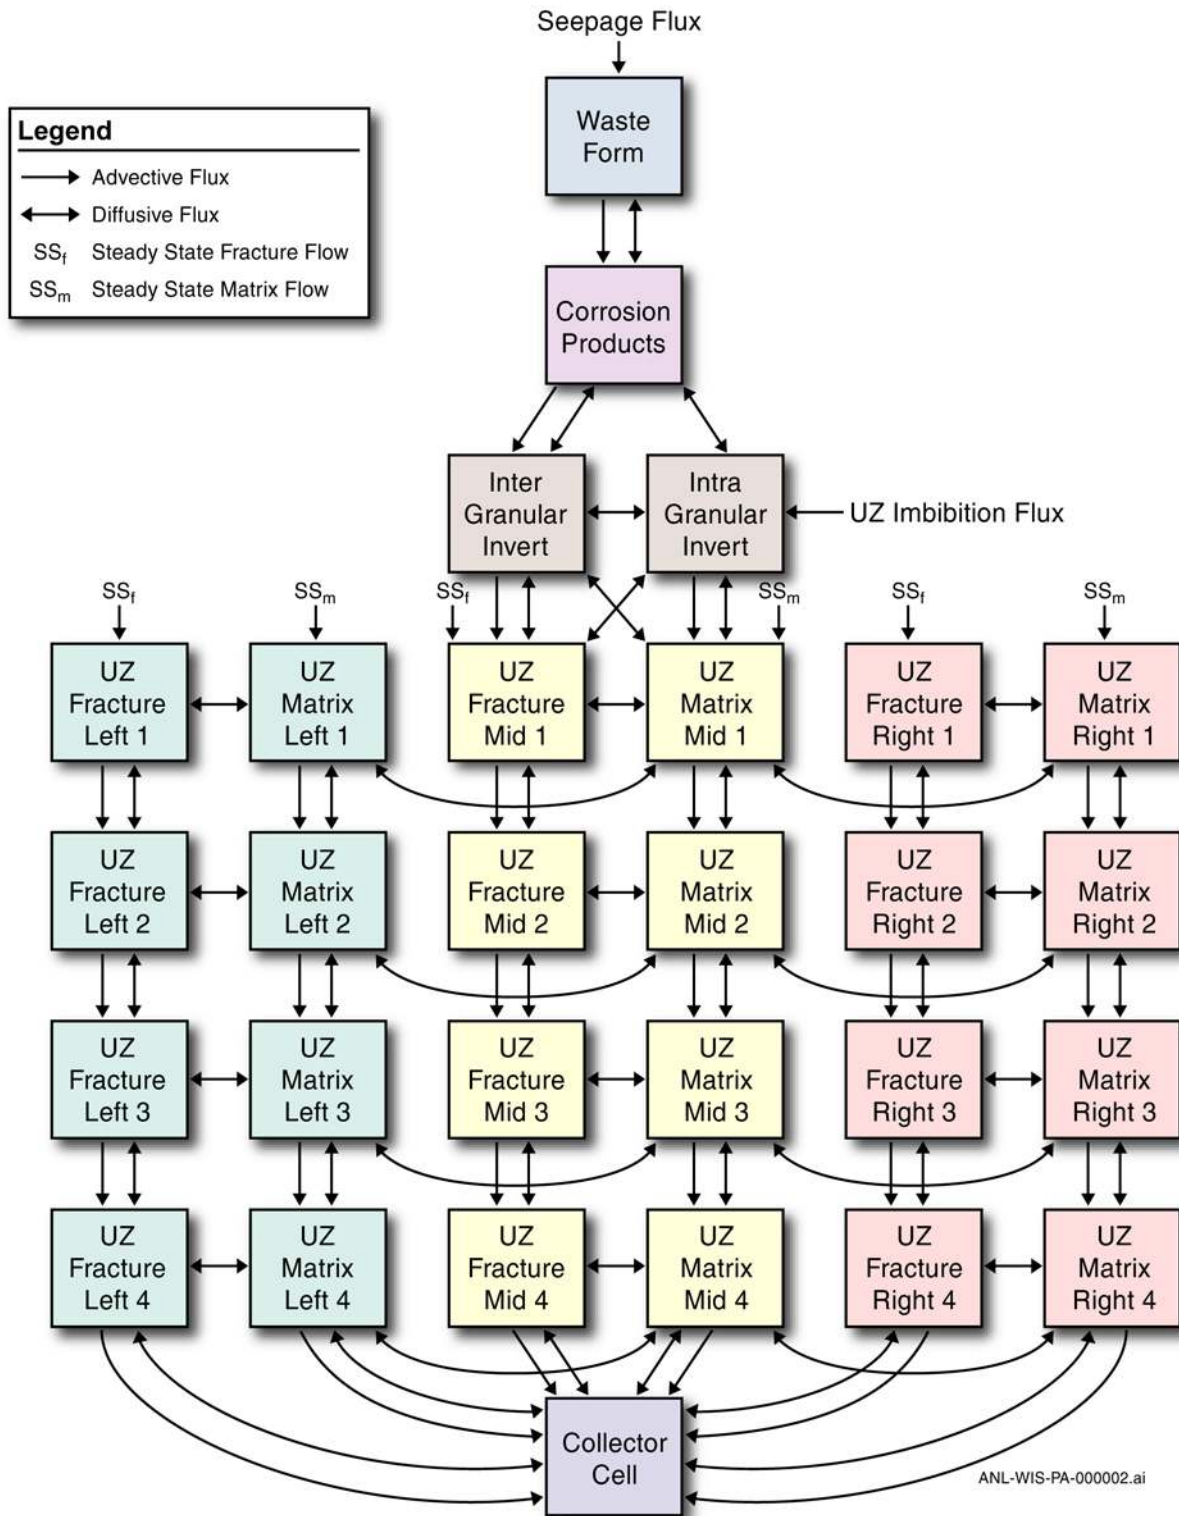 Seepage Flux
Waste
Form
Legend
Advective Flux
Diffusive Flux
SSf Steady State Fracture Flow
SSm Steady State Matrix Flow
Corrosion
Products
Inter
Granular
Invert
Intra
Granular
Invert
UZ Imbibition Flux
SSf
SSm
SSf
SSm
SSf
SSm
UZ
Fracture
Left 1
UZ
Matrix
Left 1
UZ
Fracture
Mid 1
UZ
Matrix
Mid 1
UZ
Fracture
Right 1
UZ
Matrix
Right 1
UZ
Fracture
Left 2
UZ
Matrix
Left 2
UZ
Fracture
Mid 2
UZ
Matrix
Mid 2
UZ
Fracture
Right 2
UZ
Matrix
Right 2
UZ
Fracture
Left 3
UZ
Matrix
Left 3
UZ
Fracture
Mid 3
UZ
Matrix
Mid 3
UZ
Fracture
Right 3
UZ
Matrix
Right 3
UZ
Fracture
Left 4
UZ
Matrix
Left 4
UZ
Fracture
Mid 4
UZ
Matrix
Mid 4
UZ
Fracture
Right 4
UZ
Matrix
Right 4
Collector
Cell
ANL-WIS-PA-000002.ai